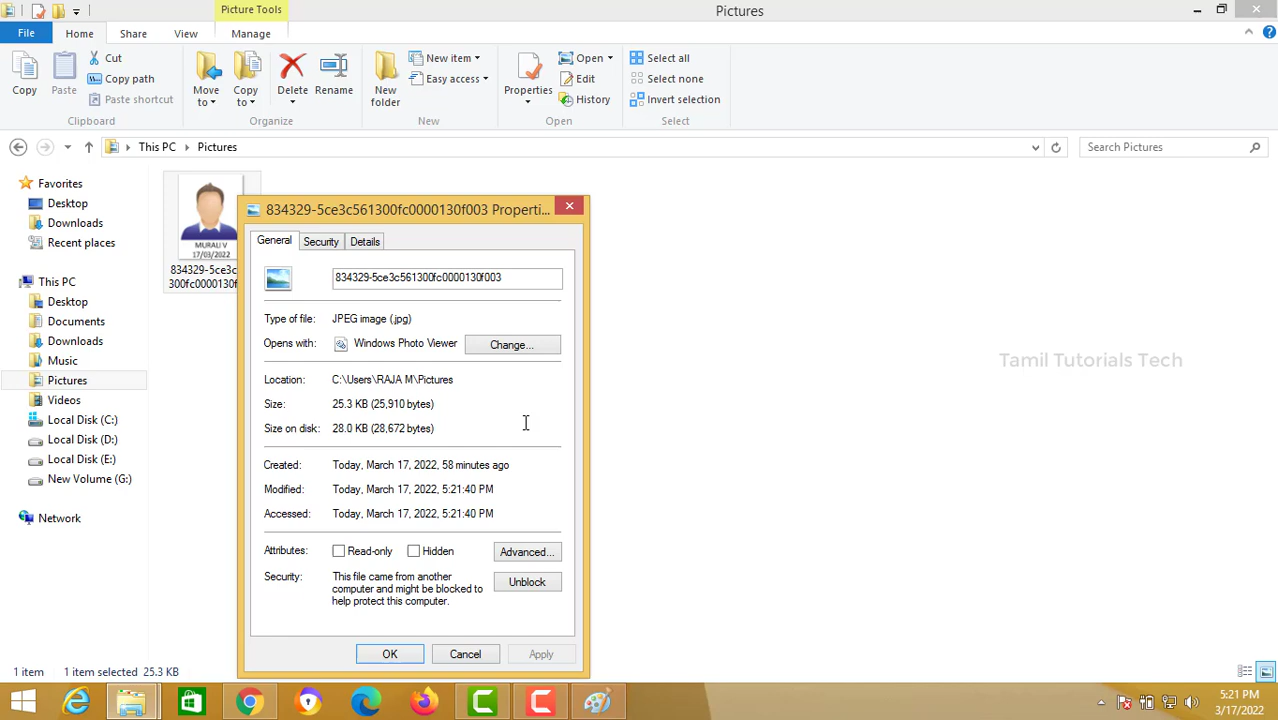 Picture Tools
Pictures
File
Home
Share
View
Manage
Copy
Paste
Cut
Copy path
Paste shortcut
Clipboard
Move to
Copy to
Delete
Rename
Organize
New folder
New item
Easy access
New
Properties
Open
Edit
History
Open
Select all
Select none
Invert selection
Select
This PC
Pictures
Search Pictures
Favorites
Desktop
Downloads
Recent places
This PC
Desktop
Documents
Downloads
Music
Pictures
Videos
Local Disk (C:)
Local Disk (D:)
Local Disk (E:)
New Volume (G:)
Network
MURALI V
17/03/2022
834329-5ce3c
300fc0000130f
834329-5ce3c561300fc0000130f003 Properti...
General
Security
Details
834329-5ce3c561300fc0000130f003
Type of file: JPEG image (.jpg)
Opens with: Windows Photo Viewer Change...
Location: C:\Users\RAJA M\Pictures
Size: 25.3 KB (25,910 bytes)
Size on disk: 28.0 KB (28,672 bytes)
Created: Today, March 17, 2022, 58 minutes ago
Modified: Today, March 17, 2022, 5:21:40 PM
Accessed: Today, March 17, 2022, 5:21:40 PM
Attributes: Read-only Hidden Advanced...
Security: This file came from another
computer and might be blocked to
help protect this computer.
Unblock
OK Cancel Apply
Tamil Tutorials Tech
1 item 1 item selected 25.3 KB
5:21 PM
3/17/2022